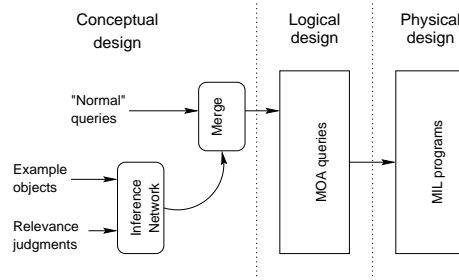 Conceptual
design
Logical
design
Physical
design
"Normal"
queries
Merge
Example
objects
Relevance
judgments
Inference
Network
MOA queries
MIL programs